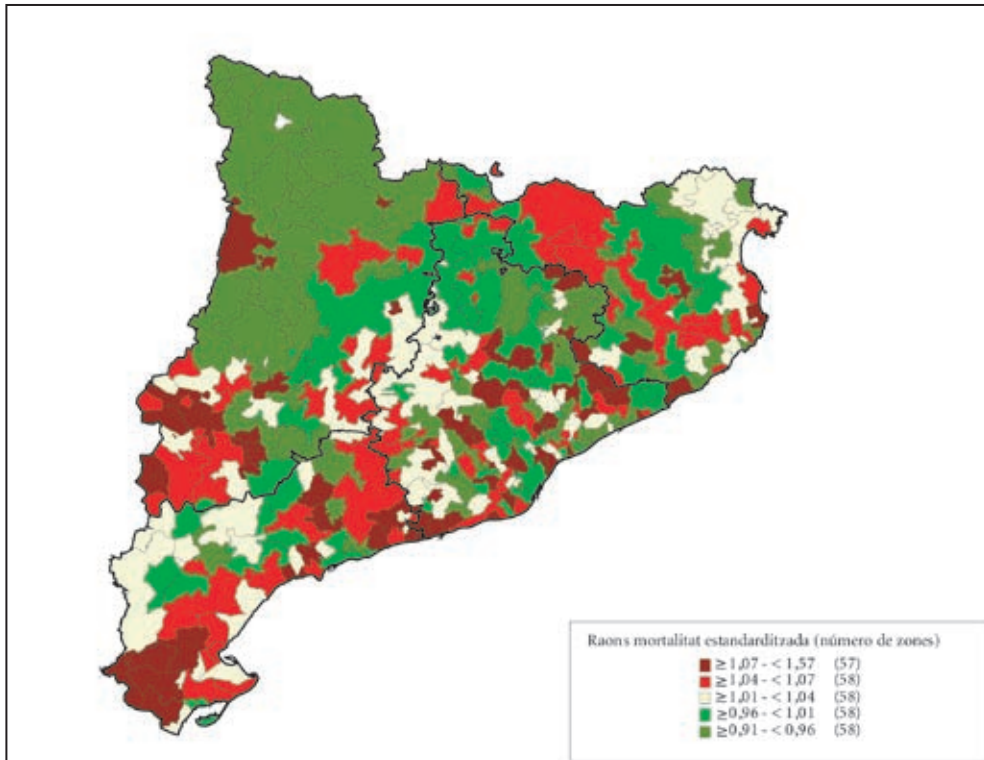 Raons mortalitat estandarditzada (número de zones)
≥1,07 - < 1,57 (57)
≥1,04 - < 1,07 (58)
≥1,01 - < 1,04 (58)
≥0,96 - < 1,01 (58)
≥0,91 - < 0,96 (58)